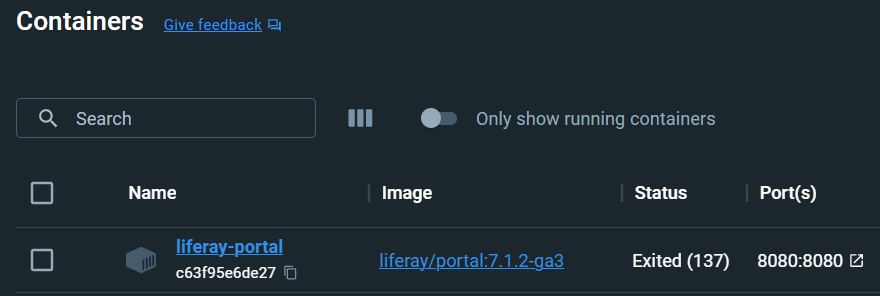 Containers Give feedback
Search Only show running containers
Name Image Status Port(s)
liferay-portal
c63f95e6de27 liferay/portal:7.1.2-ga3 Exited (137) 8080:8080